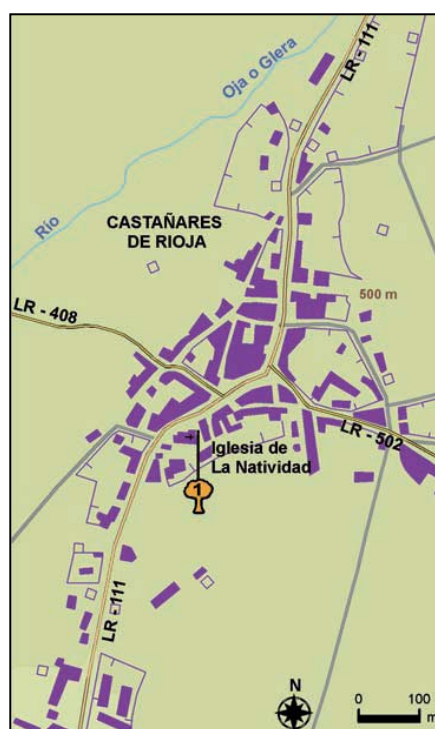 LR - 111
Oja o Glera
Río
CASTAÑARES
DE RIOJA
500 m
LR - 408
LR - 502
Iglesia de
La Natividad
1
LR - 111
N
0 100
m